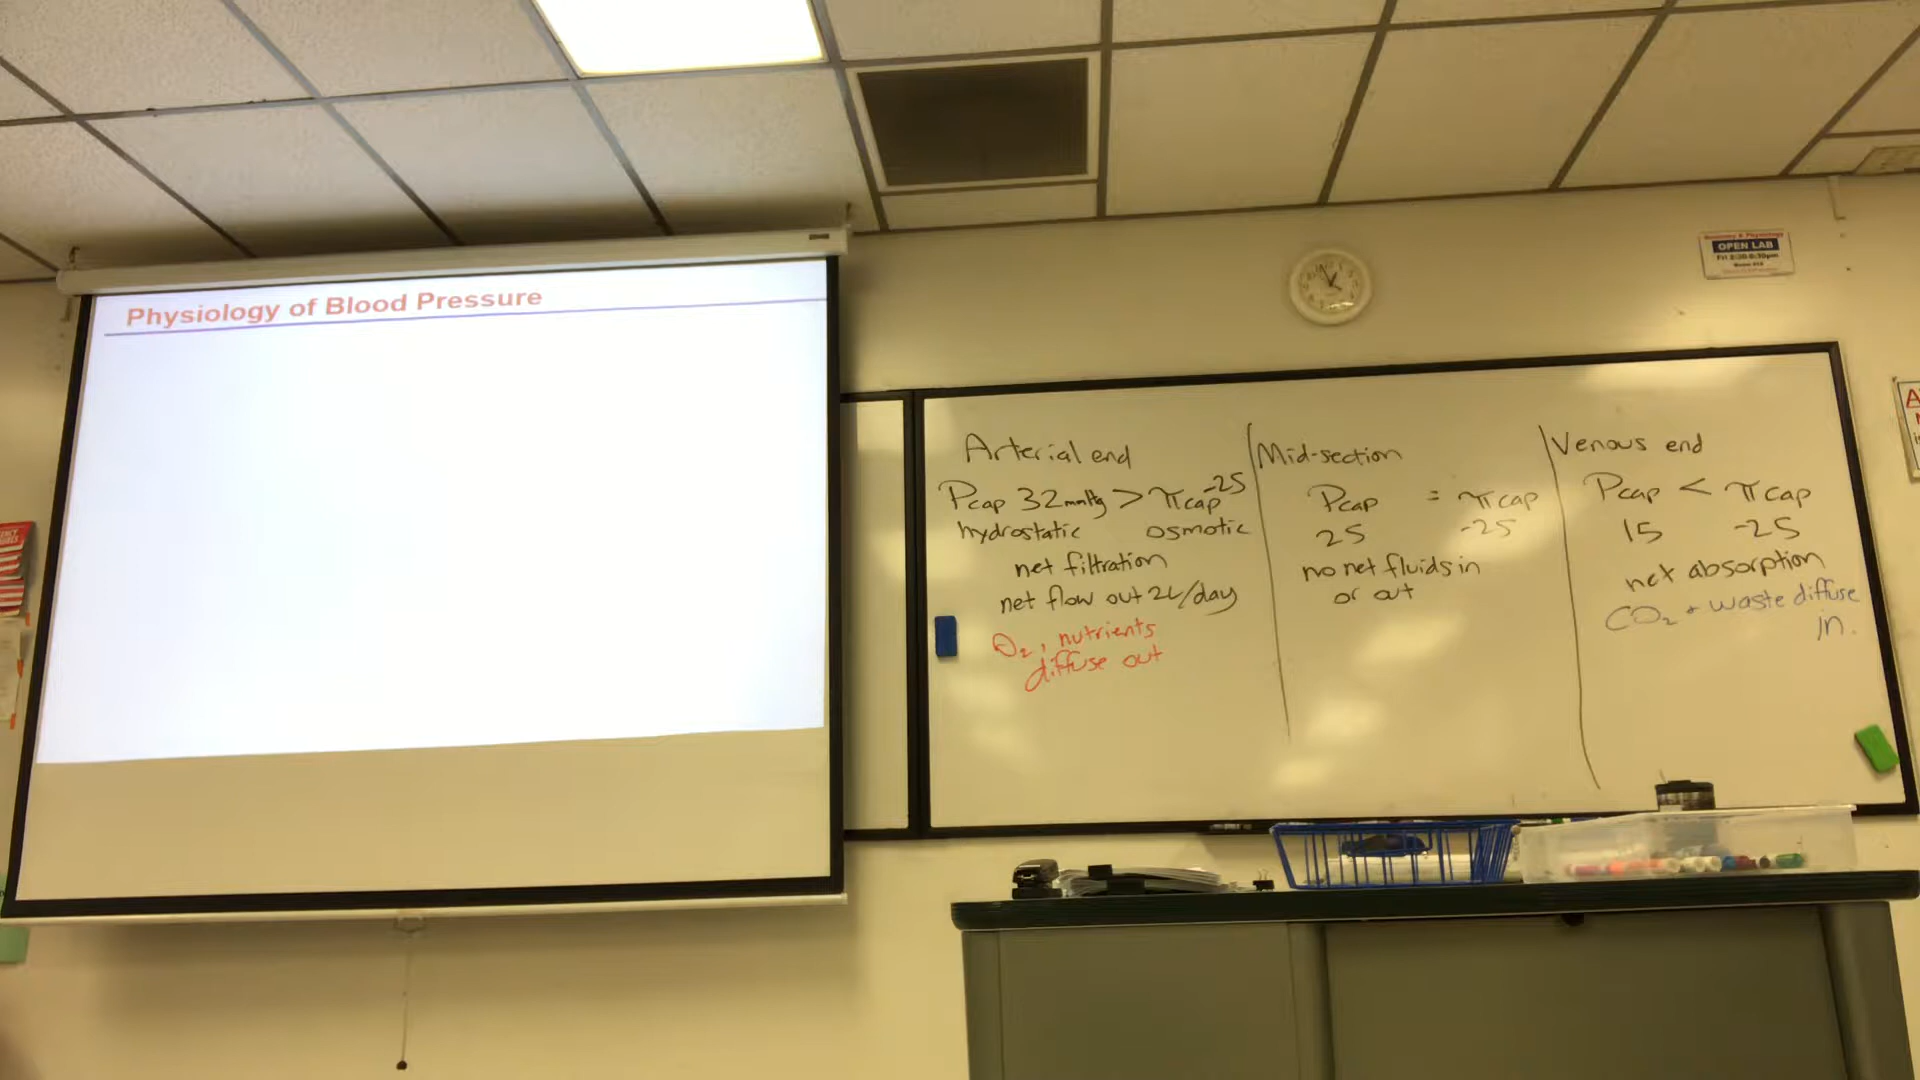 Physiology of Blood Pressure
OPEN LAB
Arterial end
Pcap 32mmHg > πcap -25
hydrostatic osmotic
net filtration
net flow out 2L/day
O₂, nutrients
diffuse out
Mid-section
Pcap = πcap
25 -25
no net fluids in
or out
Venous end
Pcap < πcap
15 -25
net absorption
CO₂ + waste diffuse
in.